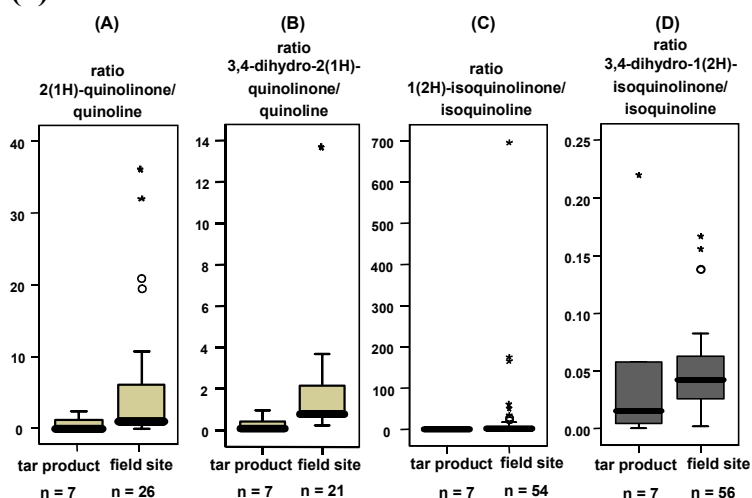 (A)
ratio
2(1H)-quinolinone/
quinoline
40
30
20
10
0
tar product field site
n = 7 n = 26
(B)
ratio
3,4-dihydro-2(1H)-
quinolinone/
quinoline
14
12
10
8
6
4
2
0
tar product field site
n = 7 n = 21
(C)
ratio
1(2H)-isoquinolinone/
isoquinoline
700
600
500
400
300
200
100
0
tar product field site
n = 7 n = 54
(D)
ratio
3,4-dihydro-1(2H)-
isoquinolinone/
isoquinoline
0.25
0.20
0.15
0.10
0.05
0.00
tar product field site
n = 7 n = 56